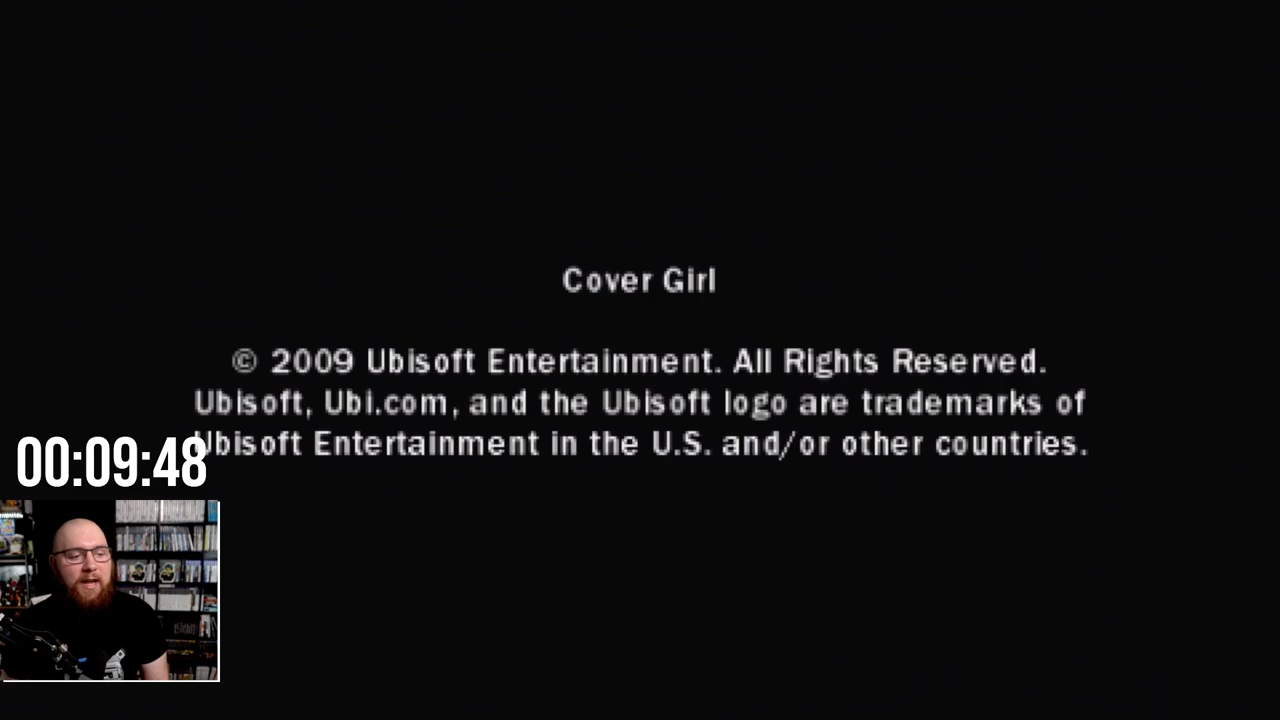 Cover Girl
© 2009 Ubisoft Entertainment. All Rights Reserved.
Ubisoft, Ubi.com, and the Ubisoft logo are trademarks of
Ubisoft Entertainment in the U.S. and/or other countries.
00:09:48